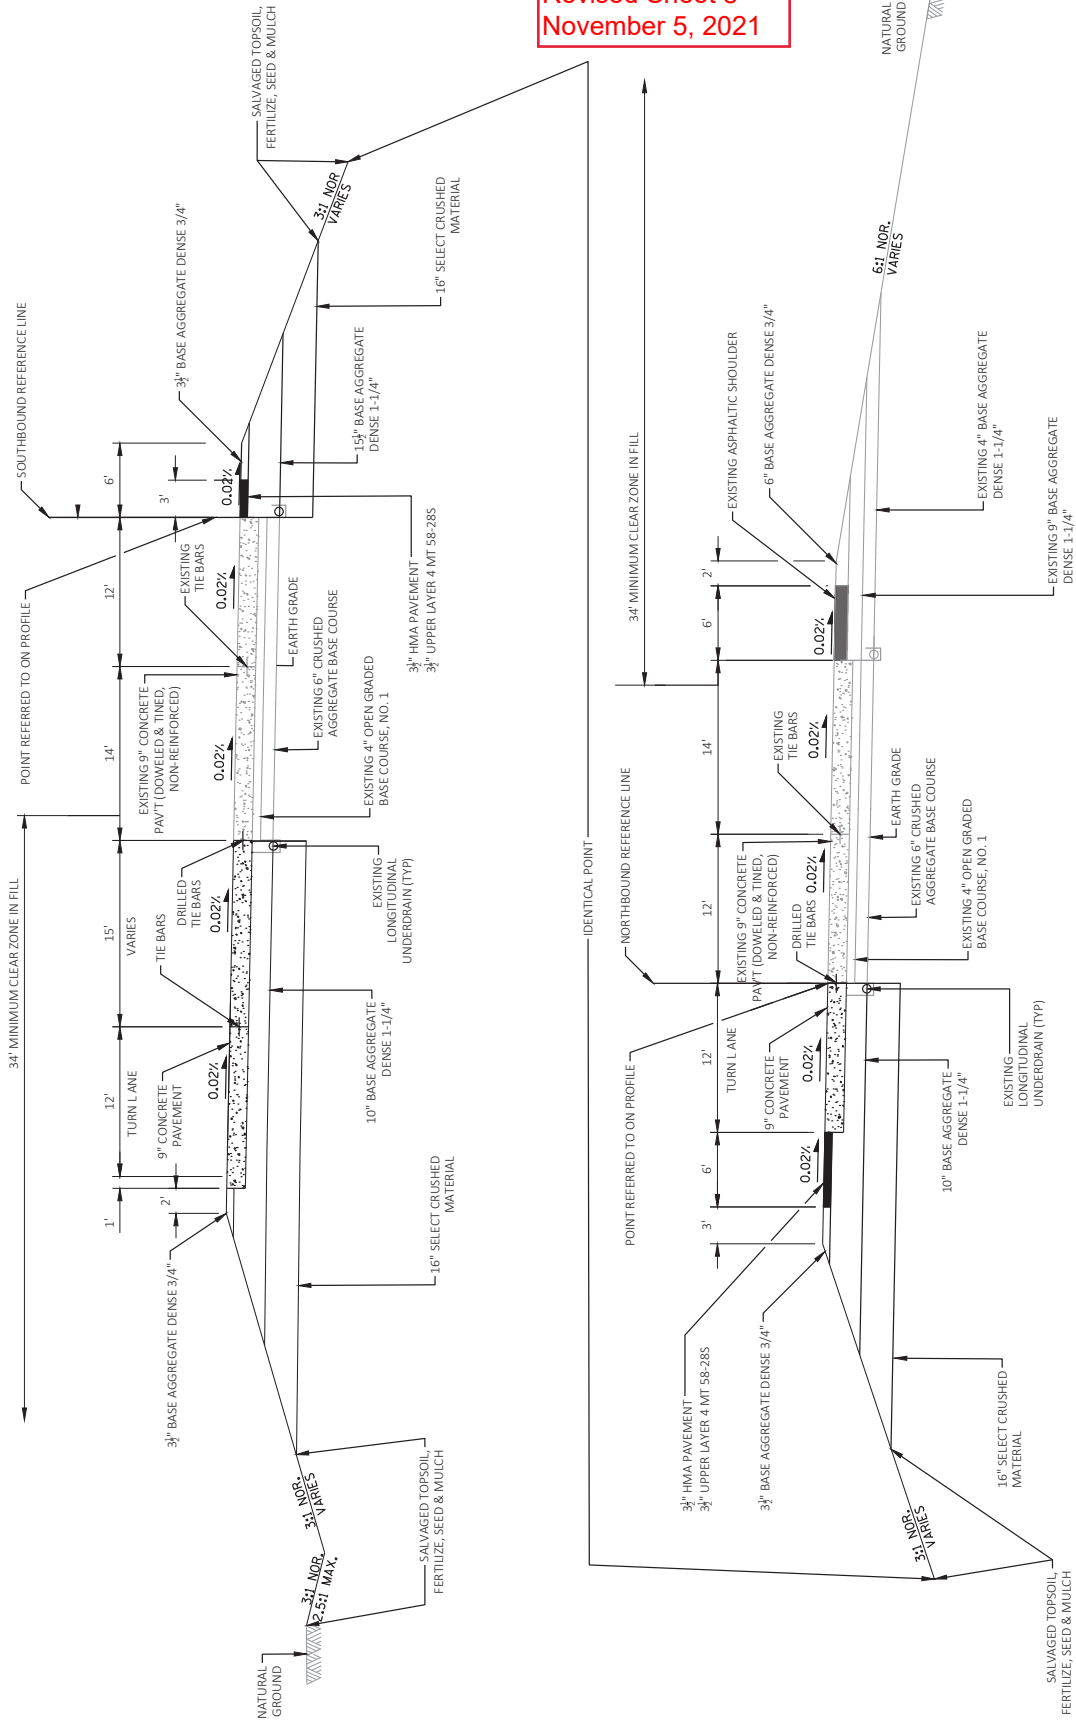 Revised Sheet 8
November 5, 2021
34' MINIMUM CLEAR ZONE IN FILL
POINT REFERRED TO ON PROFILE
SOUTHBOUND REFERENCE LINE
1'
2'
12'
TURN LANE
15'
VARIES
14'
12'
3'
6'
3½" BASE AGGREGATE DENSE 3/4"
9" CONCRETE
PAVEMENT
TIE BARS
DRILLED
TIE BARS
EXISTING 9" CONCRETE
PAV'T (DOWELED & TINED,
NON-REINFORCED)
EXISTING
TIE BARS
3½" BASE AGGREGATE DENSE 3/4"
SALVAGED TOPSOIL,
FERTILIZE, SEED & MULCH
0.02%
0.02%
0.02%
0.02%
0.02%
NATURAL
GROUND
3:1 NOR.
2.5:1 MAX.
3:1 NOR.
VARIES
3:1 NOR
VARIES
SALVAGED TOPSOIL,
FERTILIZE, SEED & MULCH
16" SELECT CRUSHED
MATERIAL
10" BASE AGGREGATE
DENSE 1-1/4"
EXISTING
LONGITUDINAL
UNDERDRAIN (TYP)
EXISTING 4" OPEN GRADED
BASE COURSE, NO. 1
EXISTING 6" CRUSHED
AGGREGATE BASE COURSE
EARTH GRADE
3½" HMA PAVEMENT
3½" UPPER LAYER 4 MT 58-28S
15½" BASE AGGREGATE
DENSE 1-1/4"
16" SELECT CRUSHED
MATERIAL
IDENTICAL POINT
34' MINIMUM CLEAR ZONE IN FILL
POINT REFERRED TO ON PROFILE
NORTHBOUND REFERENCE LINE
3'
6'
12'
TURN LANE
12'
14'
6'
2'
3½" HMA PAVEMENT
3½" UPPER LAYER 4 MT 58-28S
3½" BASE AGGREGATE DENSE 3/4"
9" CONCRETE
PAVEMENT
EXISTING 9" CONCRETE
PAV'T (DOWELED & TINED,
NON-REINFORCED)
DRILLED
TIE BARS
EXISTING
TIE BARS
EXISTING ASPHALTIC SHOULDER
6" BASE AGGREGATE DENSE 3/4"
0.02%
0.02%
0.02%
0.02%
0.02%
6:1 NOR.
VARIES
NATURAL
GROUND
3:1 NOR.
VARIES
SALVAGED TOPSOIL,
FERTILIZE, SEED & MULCH
16" SELECT CRUSHED
MATERIAL
10" BASE AGGREGATE
DENSE 1-1/4"
EXISTING
LONGITUDINAL
UNDERDRAIN (TYP)
EXISTING 4" OPEN GRADED
BASE COURSE, NO. 1
EXISTING 6" CRUSHED
AGGREGATE BASE COURSE
EARTH GRADE
EXISTING 4" BASE AGGREGATE
DENSE 1-1/4"
EXISTING 9" BASE AGGREGATE
DENSE 1-1/4"